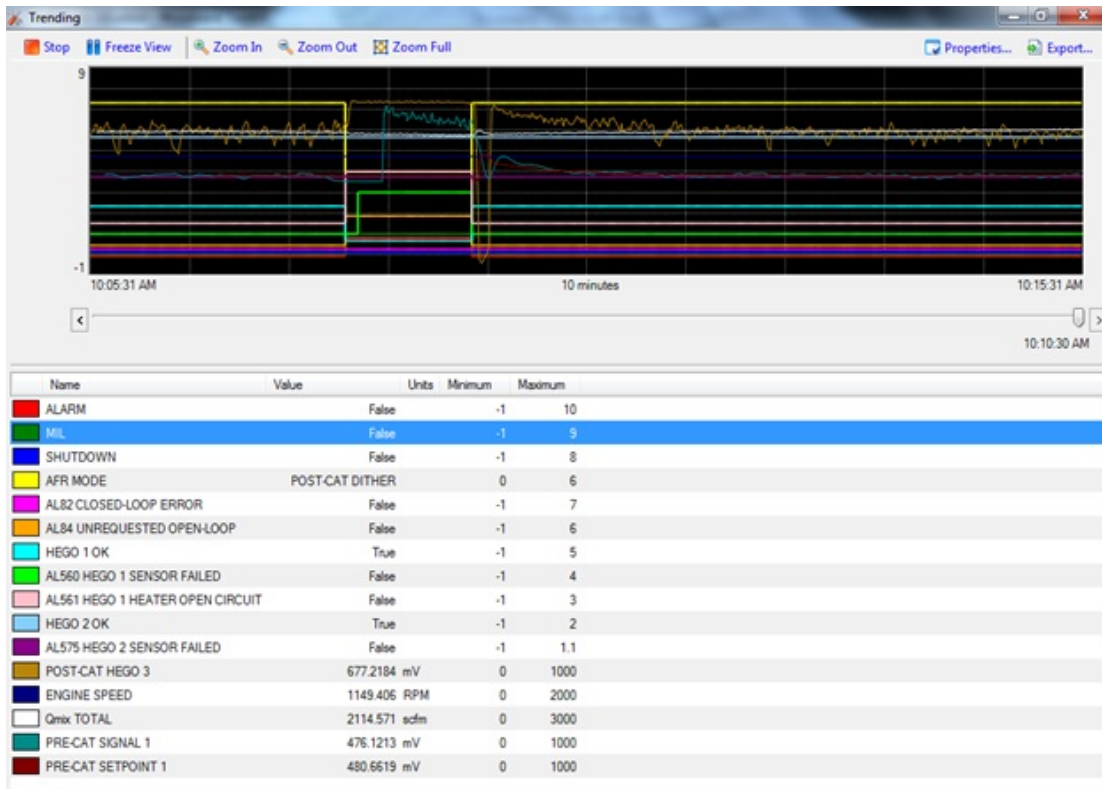 Trending
Stop Freeze View Zoom In Zoom Out Zoom Full Properties... Export...
9
-1
10:05:31 AM 10 minutes 10:15:31 AM
10:10:30 AM
Name Value Units Minimum Maximum
ALARM False -1 10
MIL False -1 9
SHUTDOWN False -1 8
AFR MODE POST-CAT DITHER 0 6
AL82 CLOSED-LOOP ERROR False -1 7
AL84 UNREQUESTED OPEN-LOOP False -1 6
HEGO 1 OK True -1 5
AL560 HEGO 1 SENSOR FAILED False -1 4
AL561 HEGO 1 HEATER OPEN CIRCUIT False -1 3
HEGO 2 OK True -1 2
AL575 HEGO 2 SENSOR FAILED False -1 1.1
POST-CAT HEGO 3 677.2184 mV 0 1000
ENGINE SPEED 1149.406 RPM 0 2000
Qmix TOTAL 2114.571 scfm 0 3000
PRE-CAT SIGNAL 1 476.1213 mV 0 1000
PRE-CAT SETPOINT 1 480.6619 mV 0 1000